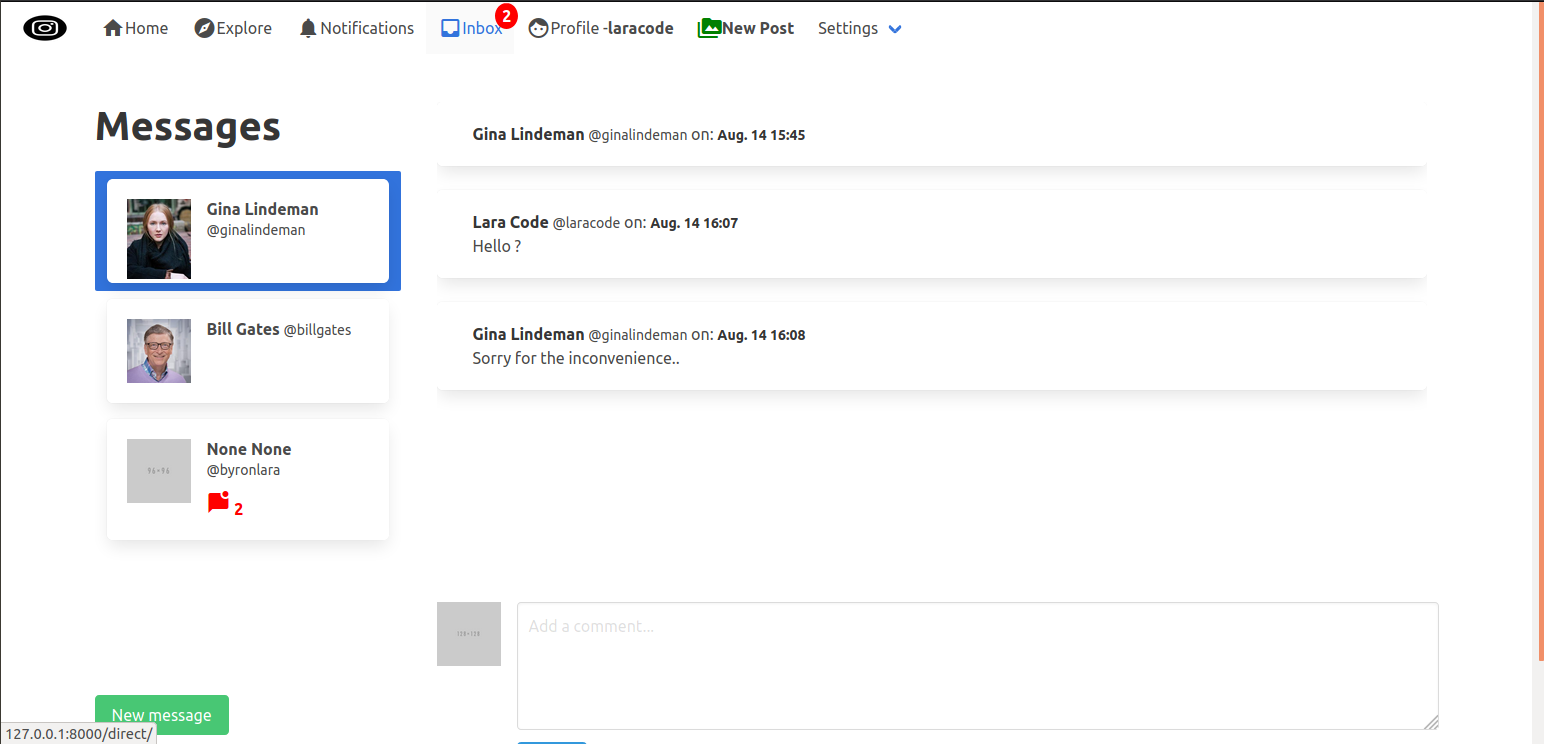 Home Explore Notifications Inbox 2 Profile -laracode New Post Settings
Messages
Gina Lindeman
@ginalindeman
Bill Gates @billgates
96×96
None None
@byronlara
2
New message
Gina Lindeman @ginalindeman on: Aug. 14 15:45
Lara Code @laracode on: Aug. 14 16:07
Hello ?
Gina Lindeman @ginalindeman on: Aug. 14 16:08
Sorry for the inconvenience..
128×128
Add a comment...
127.0.0.1:8000/direct/